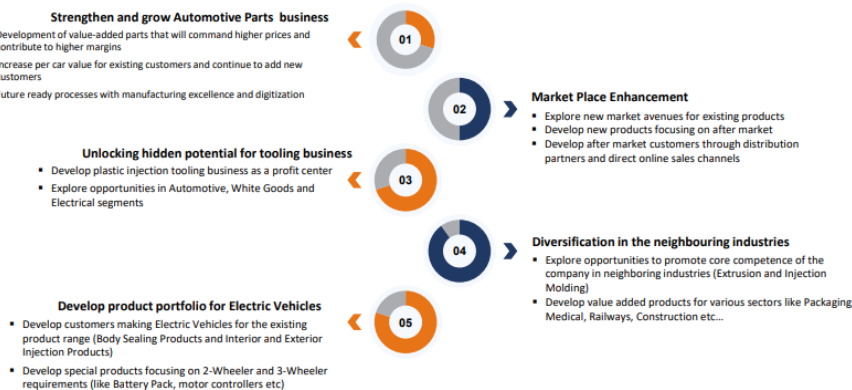 Strengthen and grow Automotive Parts business
Development of value-added parts that will command higher prices and
contribute to higher margins
Increase per car value for existing customers and continue to add new
customers
Future ready processes with manufacturing excellence and digitization
01
02
Market Place Enhancement
▪ Explore new market avenues for existing products
▪ Develop new products focusing on after market
▪ Develop after market customers through distribution
partners and direct online sales channels
Unlocking hidden potential for tooling business
▪ Develop plastic injection tooling business as a profit center
▪ Explore opportunities in Automotive, White Goods and
Electrical segments
03
04
Diversification in the neighbouring industries
▪ Explore opportunities to promote core competence of the
company in neighboring industries (Extrusion and Injection
Molding)
▪ Develop value added products for various sectors like Packaging
Medical, Railways, Construction etc...
Develop product portfolio for Electric Vehicles
▪ Develop customers making Electric Vehicles for the existing
product range (Body Sealing Products and Interior and Exterior
Injection Products)
▪ Develop special products focusing on 2-Wheeler and 3-Wheeler
requirements (like Battery Pack, motor controllers etc)
05